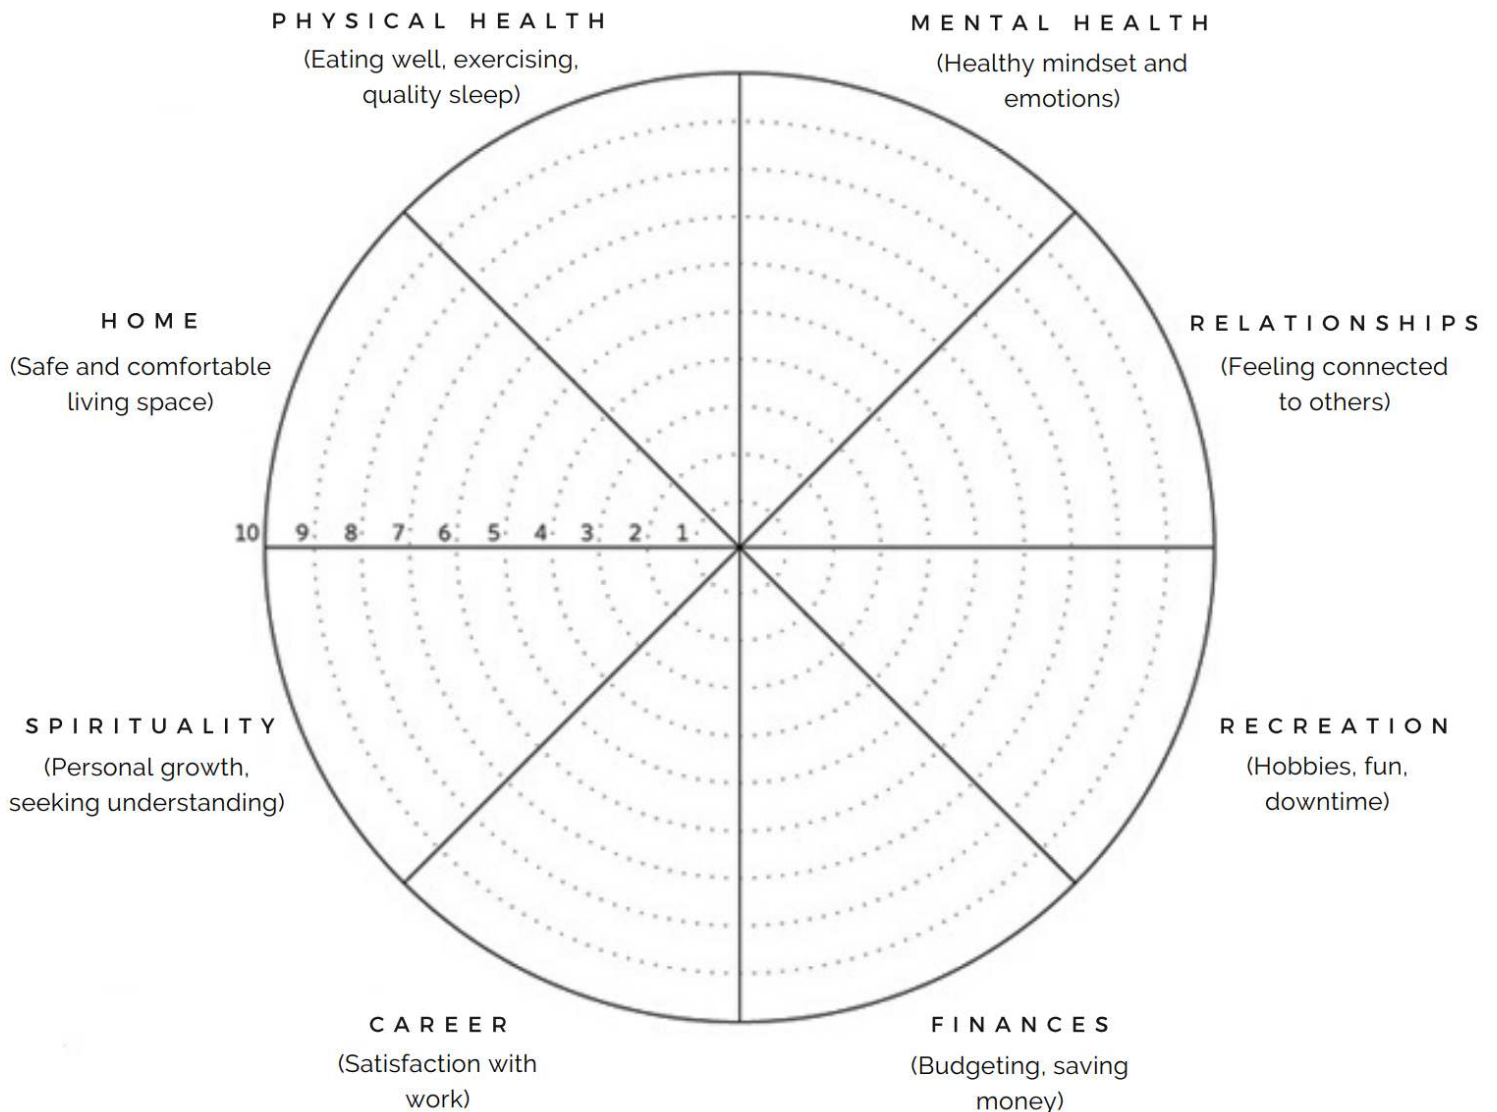 PHYSICAL HEALTH
(Eating well, exercising,
quality sleep)
MENTAL HEALTH
(Healthy mindset and
emotions)
HOME
(Safe and comfortable
living space)
RELATIONSHIPS
(Feeling connected
to others)
10 9 8 7 6 5 4 3 2 1
SPIRITUALITY
(Personal growth,
seeking understanding)
RECREATION
(Hobbies, fun,
downtime)
CAREER
(Satisfaction with
work)
FINANCES
(Budgeting, saving
money)